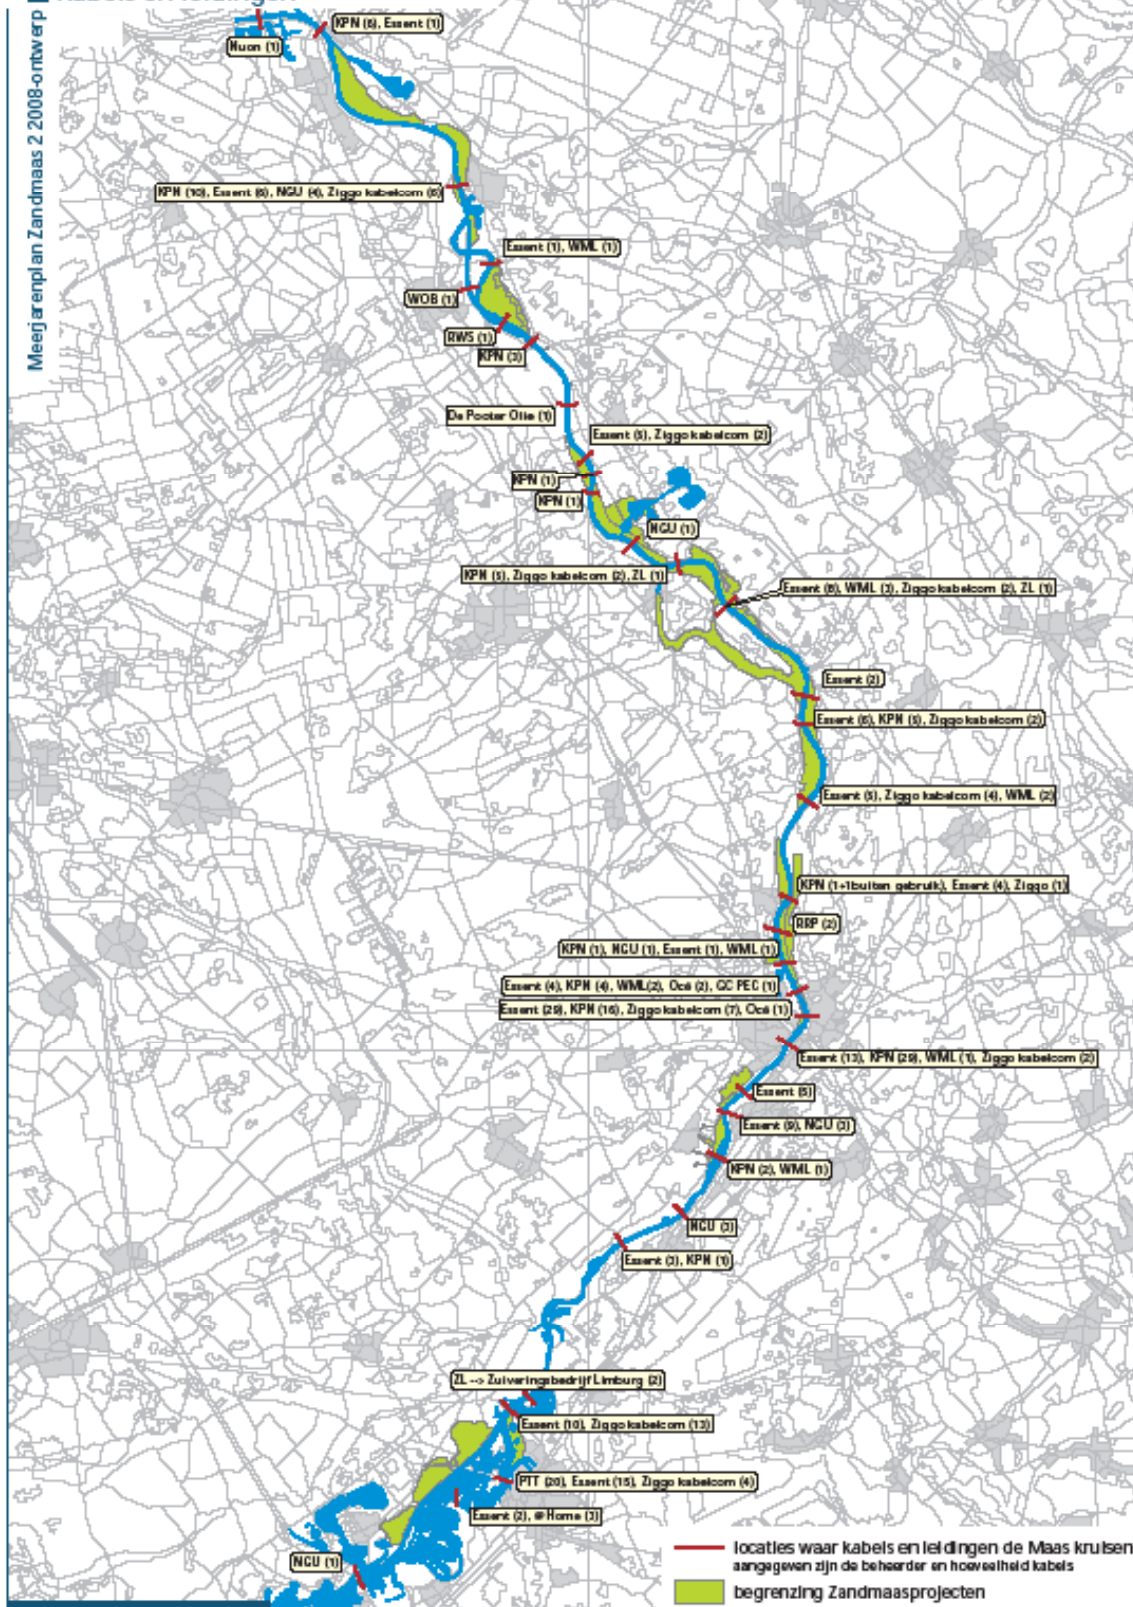 Kabels en leidingen
Meerjarenplan Zandmaas 2 2008-ontwerp
KPN (6), Essent (1)
Nuon (1)
KPN (10), Essent (6), NGU (4), Ziggo kabelcom (6)
Essent (1), WML (1)
WOB (1)
RWS (1)
KPN (3)
De Pooter Olie (1)
Essent (5), Ziggo kabelcom (2)
KPN (1)
KPN (1)
NGU (1)
KPN (5), Ziggo kabelcom (2), ZL (1)
Essent (6), WML (3), Ziggo kabelcom (2), ZL (1)
Essent (2)
Essent (6), KPN (5), Ziggo kabelcom (2)
Essent (5), Ziggo kabelcom (4), WML (2)
KPN (1+1buiten gebruik), Essent (4), Ziggo (1)
RRP (2)
KPN (1), NGU (1), Essent (1), WML (1)
Essent (4), KPN (4), WML(2), Océ (2), GC PEC (1)
Essent (29), KPN (16), Ziggo kabelcom (7), Océ (1)
Essent (13), KPN (29), WML (1), Ziggo kabelcom (2)
Essent (5)
Essent (9), NGU (3)
KPN (2), WML (1)
NGU (3)
Essent (3), KPN (1)
ZL --> Zuiveringsbedrijf Limburg (2)
Essent (10), Ziggo kabelcom (13)
PTT (20), Essent (15), Ziggo kabelcom (4)
Essent (2), @Home (3)
NGU (1)
locaties waar kabels en leidingen de Maas kruisen
aangegeven zijn de beheerder en hoeveelheid kabels
begrenzing Zandmaasprojecten